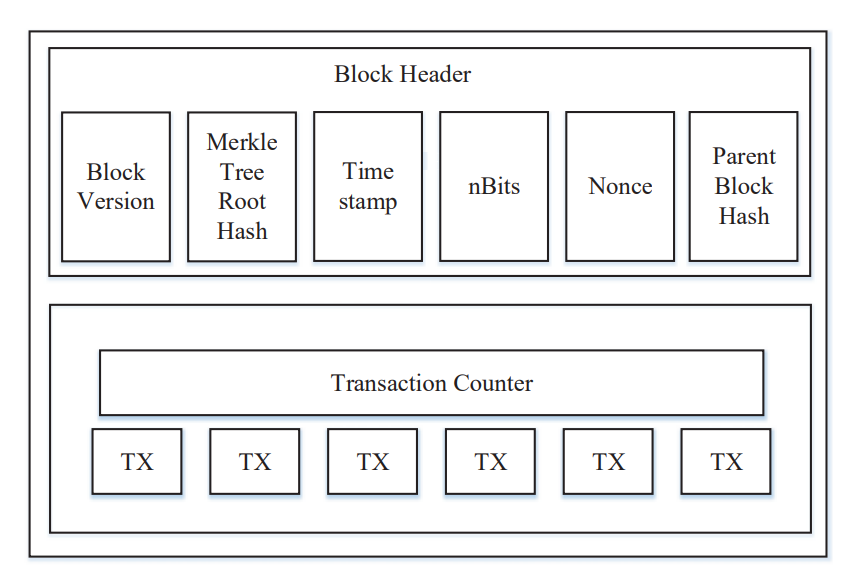 Block Header
Block
Version
Merkle
Tree
Root
Hash
Time
stamp
nBits
Nonce
Parent
Block
Hash
Transaction Counter
TX
TX
TX
TX
TX
TX